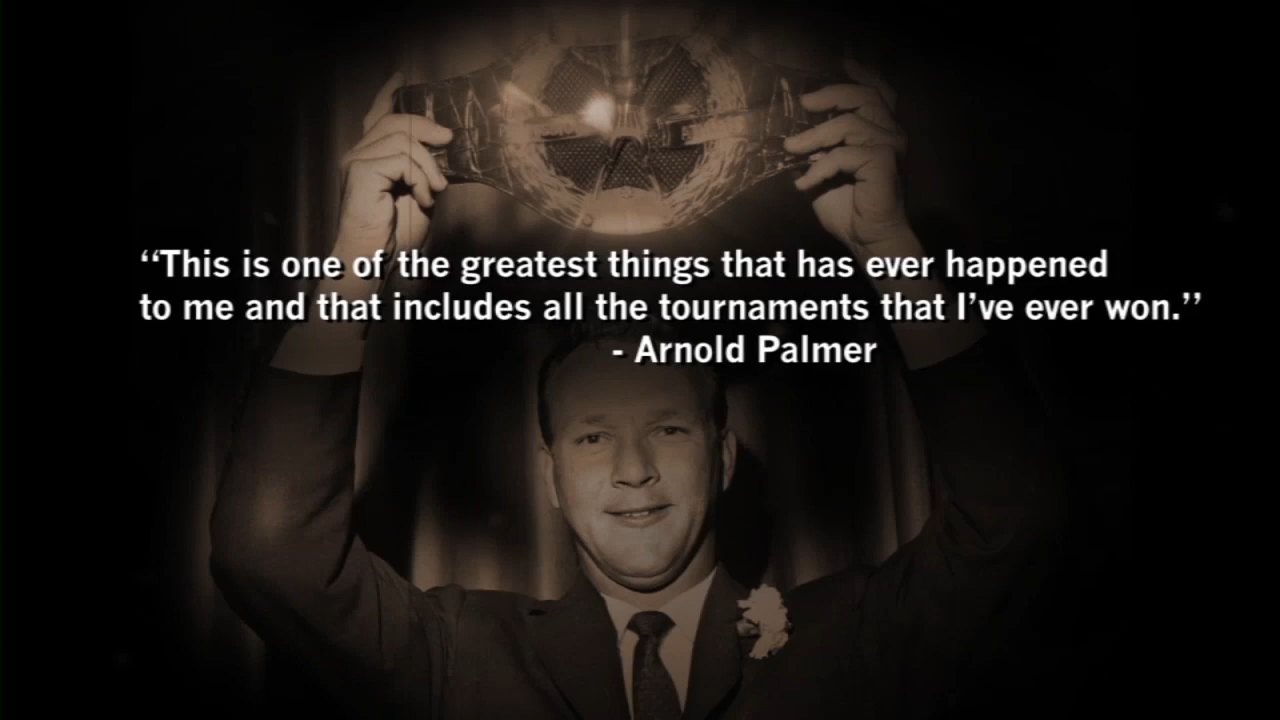 “This is one of the greatest things that has ever happened
to me and that includes all the tournaments that I’ve ever won.”
- Arnold Palmer